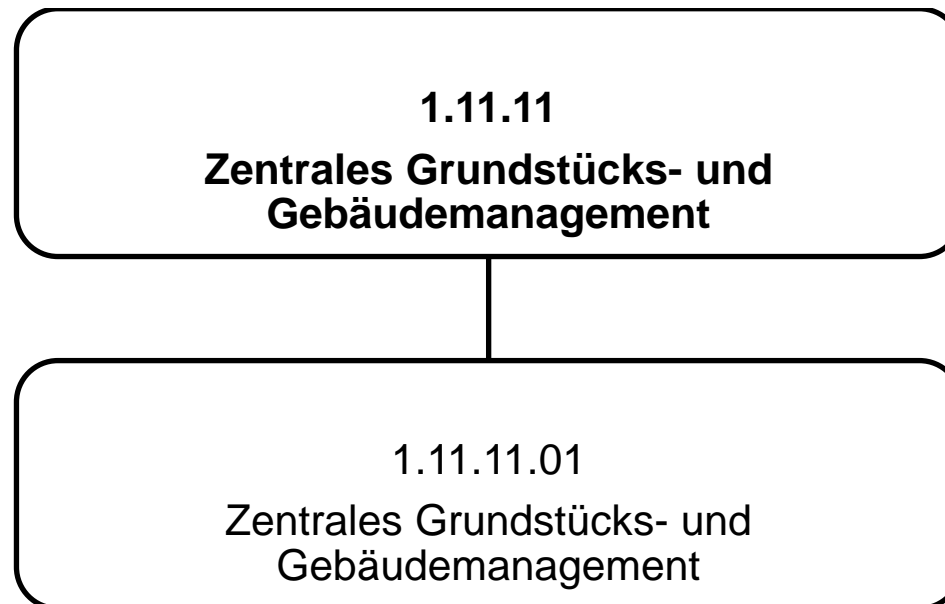 1.11.11
Zentrales Grundstücks- und
Gebäudemanagement
1.11.11.01
Zentrales Grundstücks- und
Gebäudemanagement